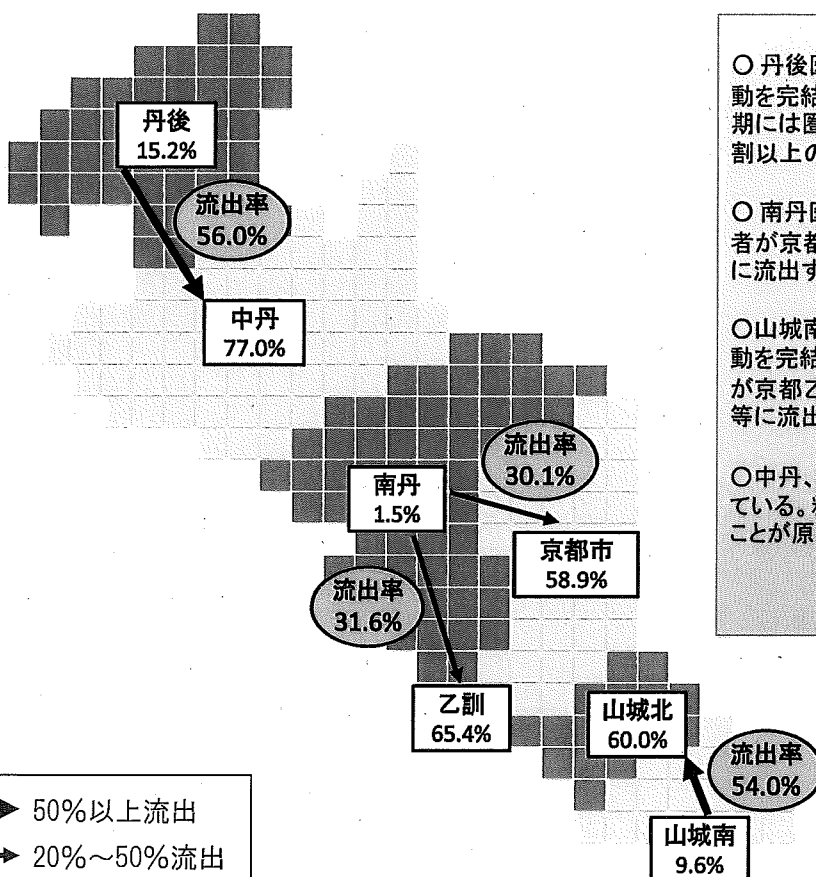 丹後
15.2%
流出率
56.0%
中丹
77.0%
流出率
30.1%
南丹
1.5%
京都市
58.9%
流出率
31.6%
乙訓
65.4%
山城北
60.0%
流出率
54.0%
山城南
9.6%
50%以上流出
20%～50%流出
○ 丹後
動を完結
期には圏
割以上の
○ 南丹
者が京都
に流出す
○山城南
動を完結
が京都乙
等に流出
○中丹、
ている。
ことが原